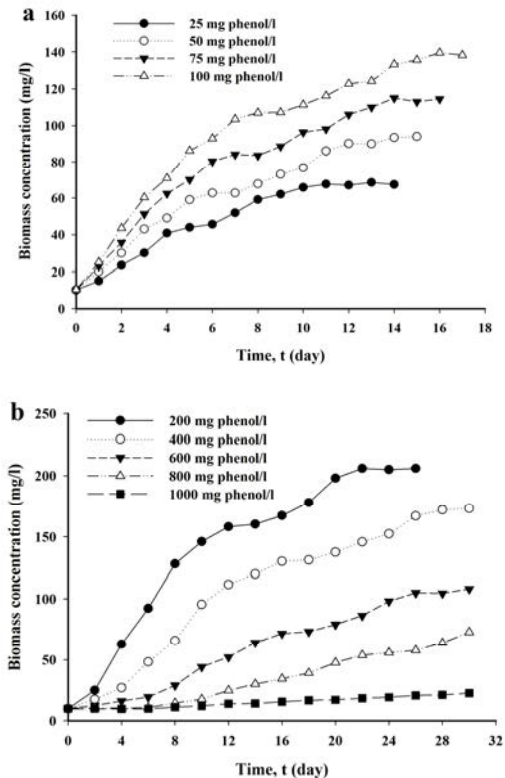 a
25 mg phenol/l
50 mg phenol/l
75 mg phenol/l
100 mg phenol/l
160
140
120
100
80
60
40
20
0
Biomass concentration (mg/l)
0 2 4 6 8 10 12 14 16 18
Time, t (day)
b
200 mg phenol/l
400 mg phenol/l
600 mg phenol/l
800 mg phenol/l
1000 mg phenol/l
250
200
150
100
50
0
Biomass concentration (mg/l)
0 4 8 12 16 20 24 28 32
Time, t (day)